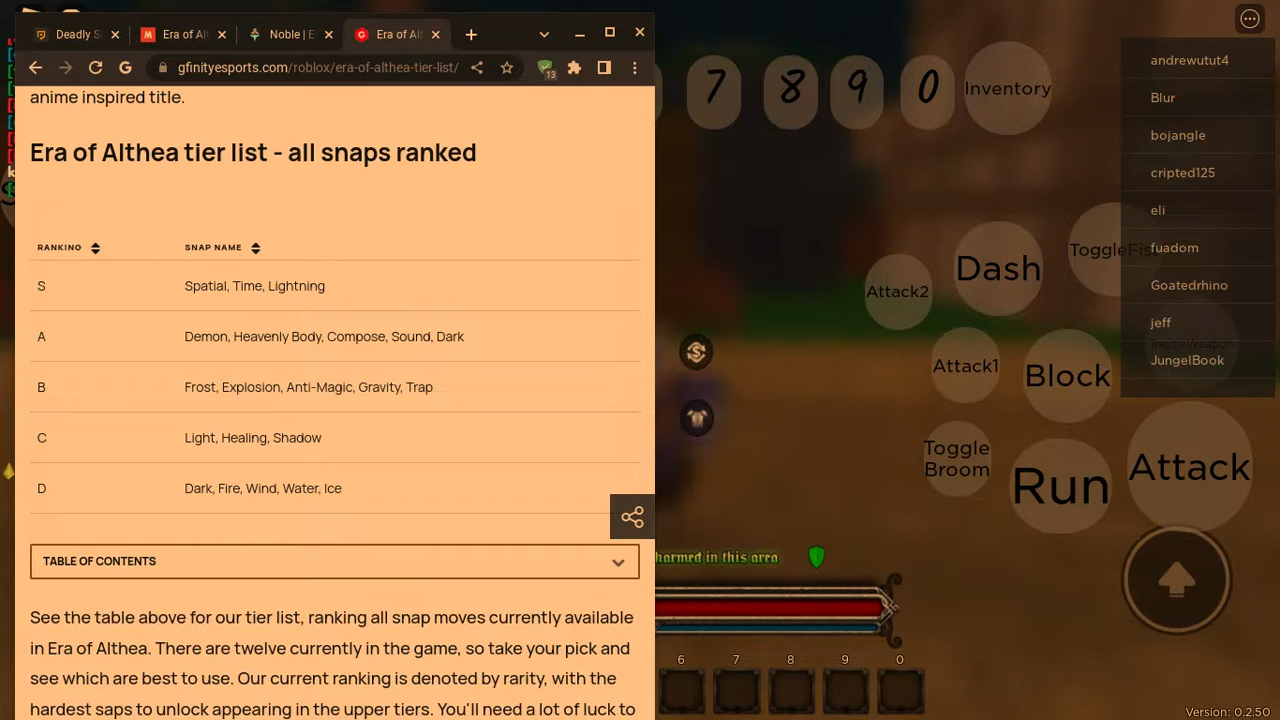 Deadly S
Era of Alt
Noble | E
Era of Alt
gfinityesports.com/roblox/era-of-althea-tier-list/
13
anime inspired title.
Era of Althea tier list - all snaps ranked
RANKING SNAP NAME
S Spatial, Time, Lightning
A Demon, Heavenly Body, Compose, Sound, Dark
B Frost, Explosion, Anti-Magic, Gravity, Trap
C Light, Healing, Shadow
D Dark, Fire, Wind, Water, Ice
TABLE OF CONTENTS
See the table above for our tier list, ranking all snap moves currently available
in Era of Althea. There are twelve currently in the game, so take your pick and
see which are best to use. Our current ranking is denoted by rarity, with the
hardest saps to unlock appearing in the upper tiers. You'll need a lot of luck to
7 8 9 0 Inventory
andrewutut4
Blur
bojangle
cripted125
eli
fuadom
Goatedrhino
jeff
JungelBook
ToggleFist
Dash
Attack2
ToggleWeapon
Attack1
Block
Toggle
Broom
Run
Attack
harmed in this area
6 7 8 9 0
Version: 0.2.50